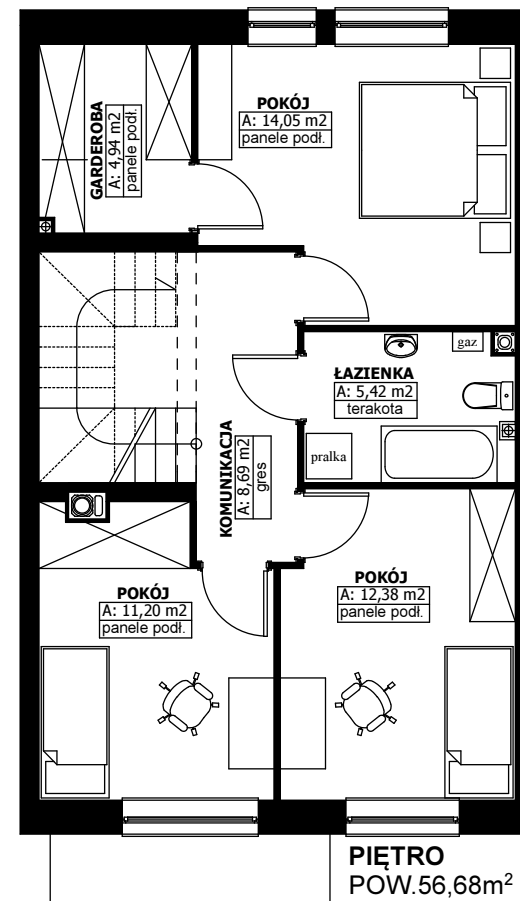 POKÓJ
A: 14,05 m2
panele podł.
GARDEROBA
A: 4,94 m2
panele podł.
gaz
ŁAZIENKA
A: 5,42 m2
terakota
pralka
KOMUNIKACJA
A: 8,69 m2
gres
POKÓJ
A: 11,20 m2
panele podł.
POKÓJ
A: 12,38 m2
panele podł.
PIĘTRO
POW.56,68m²